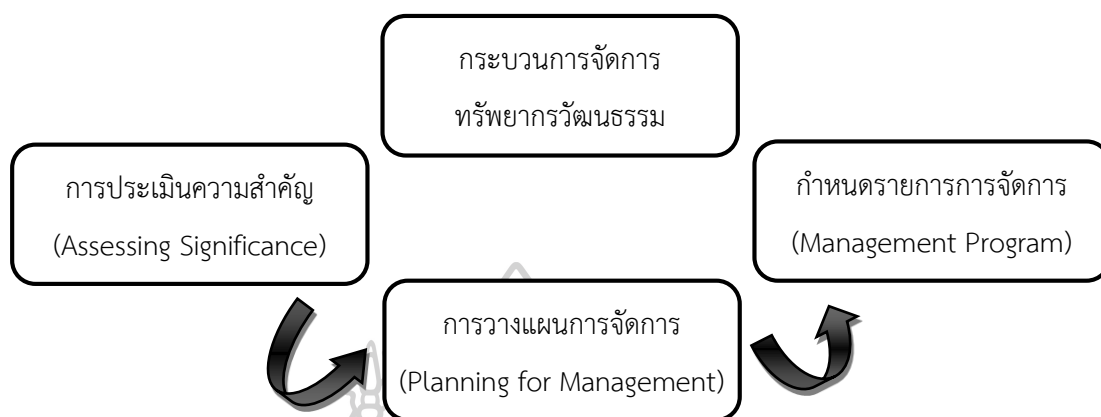 กระบวนการจัดการ
ทรัพยากรวัฒนธรรม
การประเมินความสำคัญ
(Assessing Significance)
การวางแผนการจัดการ
(Planning for Management)
กำหนดรายการการจัดการ
(Management Program)